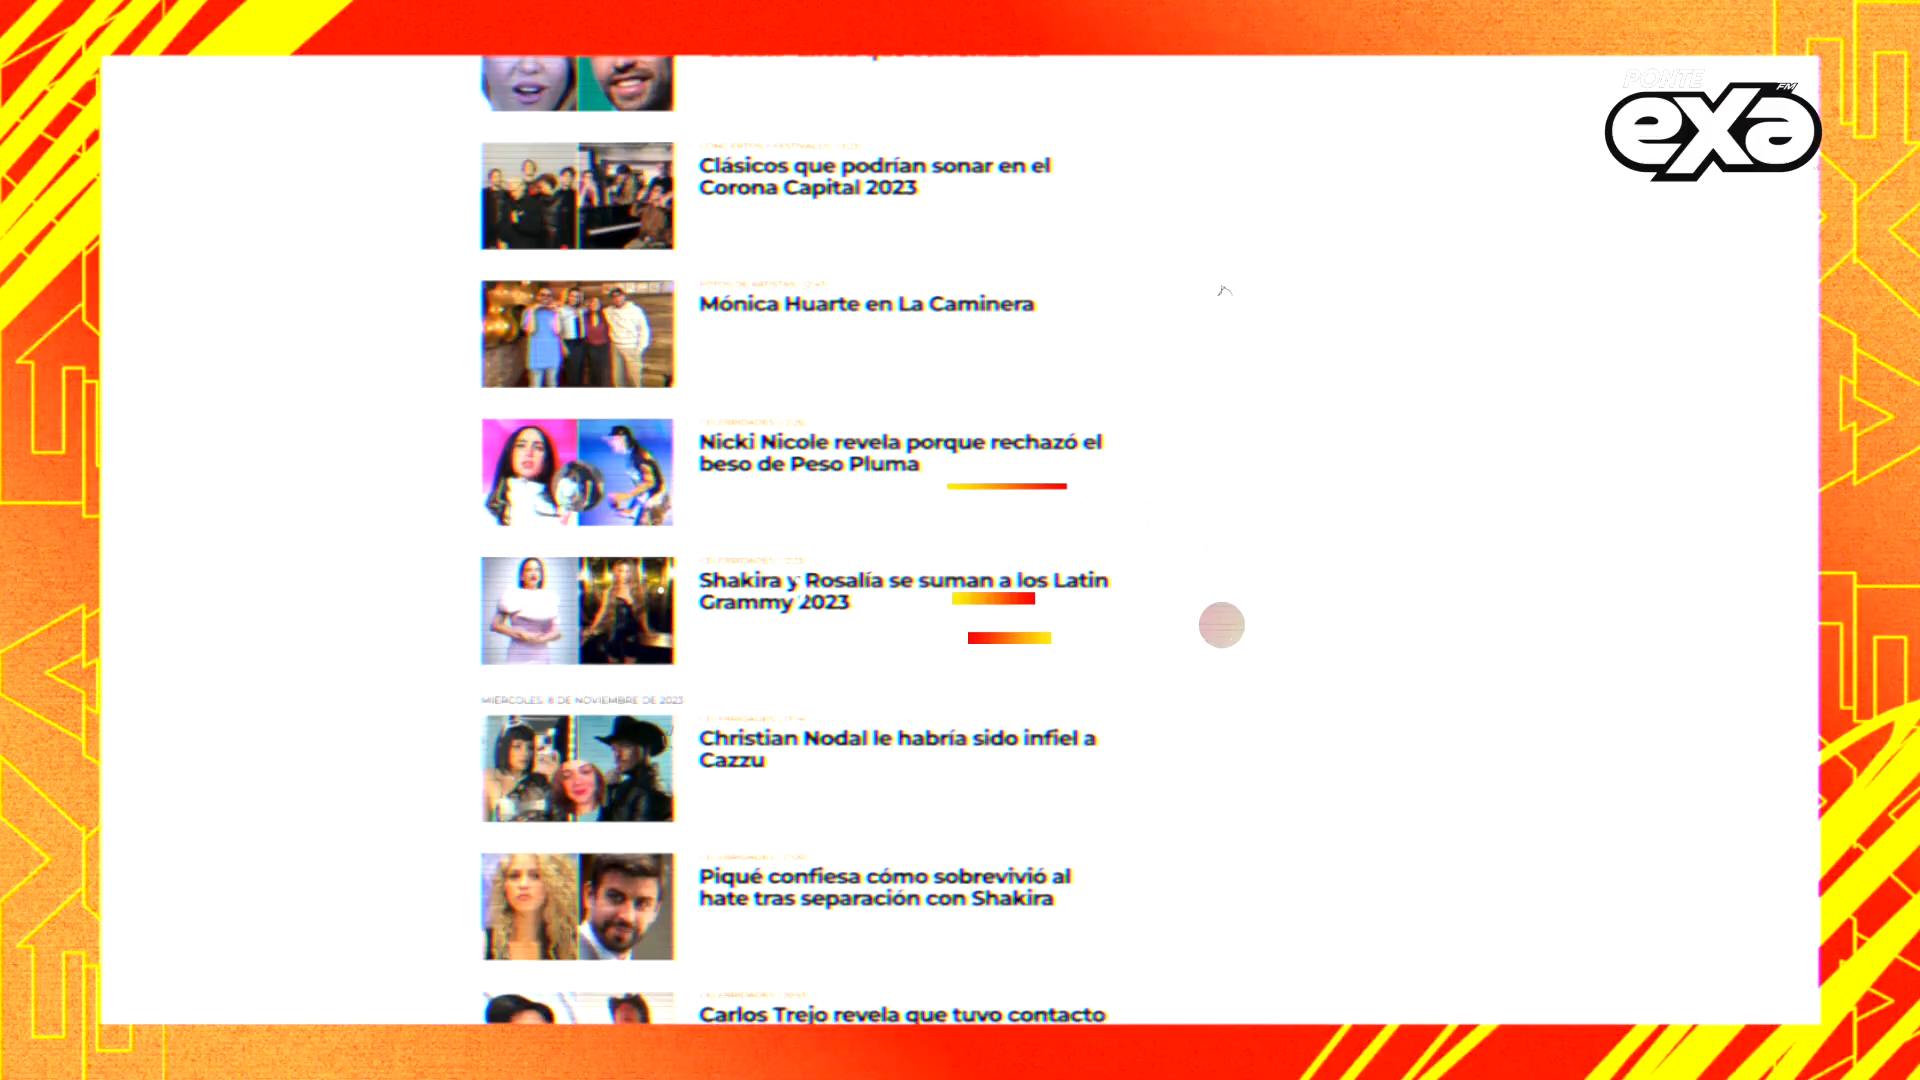 PONTE
exa FM
Clásicos que podrían sonar en el
Corona Capital 2023
Mónica Huarte en La Caminera
Nicki Nicole revela porque rechazó el
beso de Peso Pluma
Shakira y Rosalía se suman a los Latin
Grammy 2023
MIÉRCOLES, 8 DE NOVIEMBRE DE 2023
Christian Nodal le habría sido infiel a
Cazzu
Piqué confiesa cómo sobrevivió al
hate tras separación con Shakira
Carlos Trejo revela que tuvo contacto